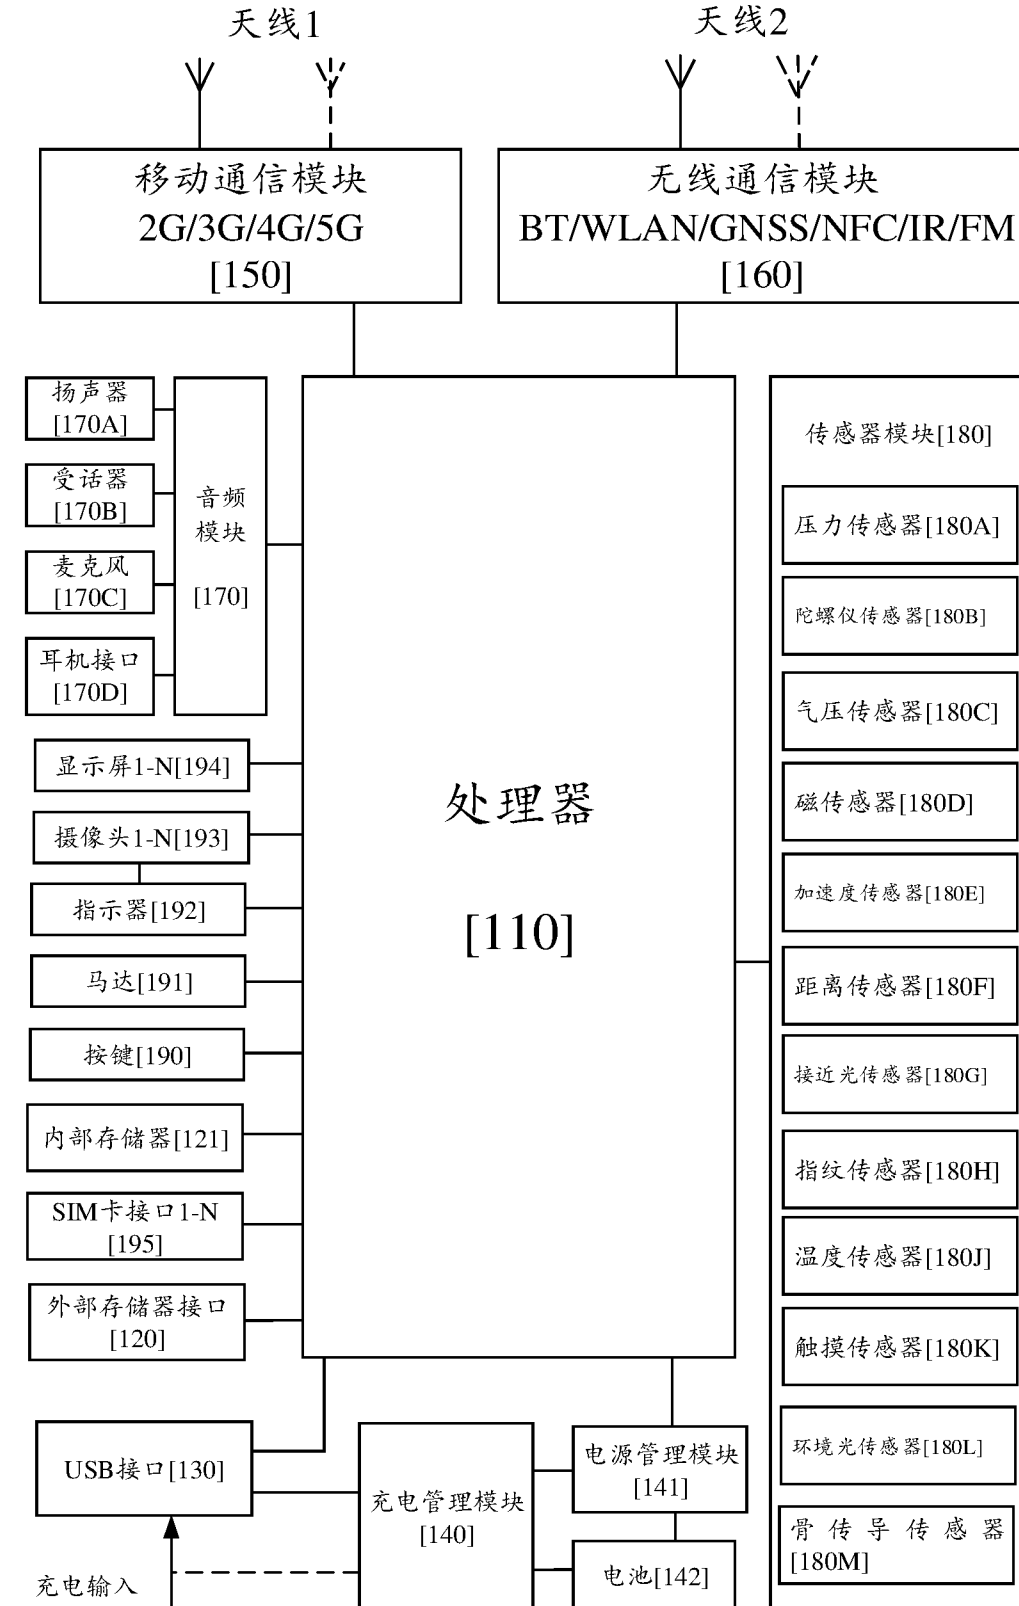 天线1
天线2
移动通信模块
2G/3G/4G/5G
[150]
无线通信模块
BT/WLAN/GNSS/NFC/IR/FM
[160]
扬声器
[170A]
受话器
[170B]
麦克风
[170C]
耳机接口
[170D]
音频
模块
[170]
显示屏1-N[194]
摄像头1-N[193]
指示器[192]
马达[191]
按键[190]
内部存储器[121]
SIM卡接口1-N
[195]
外部存储器接口
[120]
处理器
[110]
传感器模块[180]
压力传感器[180A]
陀螺仪传感器[180B]
气压传感器[180C]
磁传感器[180D]
加速度传感器[180E]
距离传感器[180F]
接近光传感器[180G]
指纹传感器[180H]
温度传感器[180J]
触摸传感器[180K]
环境光传感器[180L]
骨传导传感器
[180M]
USB接口[130]
充电管理模块
[140]
电源管理模块
[141]
电池[142]
充电输入